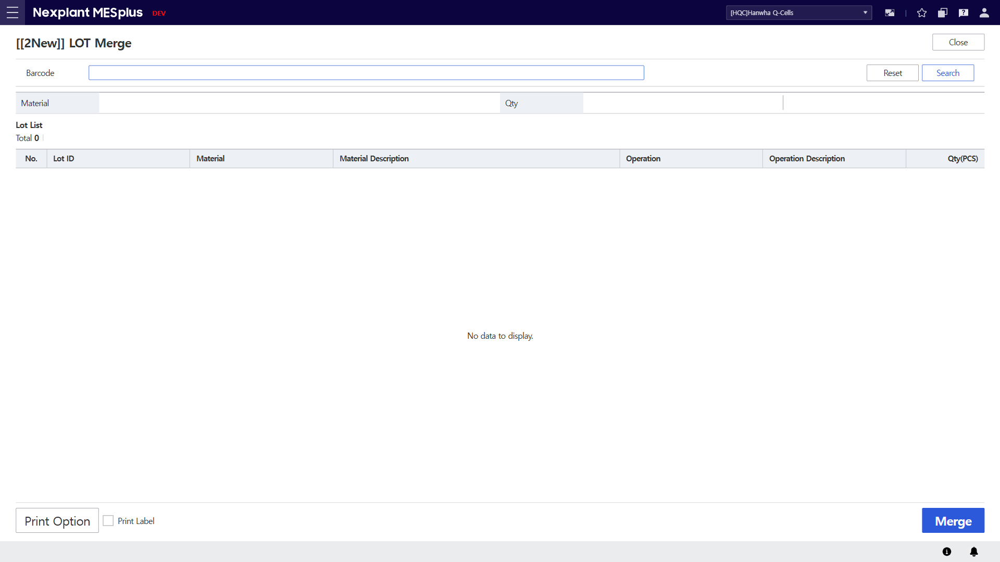 Nexplant MESplus DEV
[HQC]Hanwha Q-Cells
[[2New]] LOT Merge
Close
Barcode
Reset
Search
Material
Qty
Lot List
Total 0
No.
Lot ID
Material
Material Description
Operation
Operation Description
Qty(PCS)
No data to display.
Print Option
Print Label
Merge